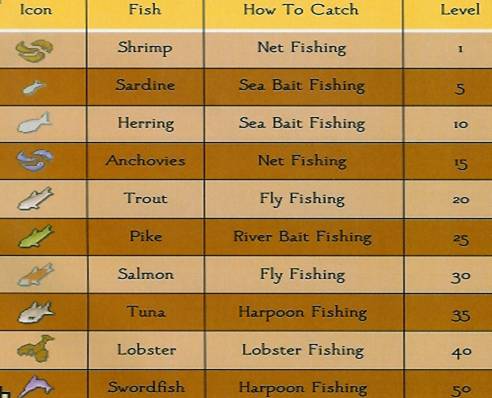 Icon Fish How To Catch Level
Shrimp Net Fishing 1
Sardine Sea Bait Fishing 5
Herring Sea Bait Fishing 10
Anchovies Net Fishing 15
Trout Fly Fishing 20
Pike River Bait Fishing 25
Salmon Fly Fishing 30
Tuna Harpoon Fishing 35
Lobster Lobster Fishing 40
Swordfish Harpoon Fishing 50